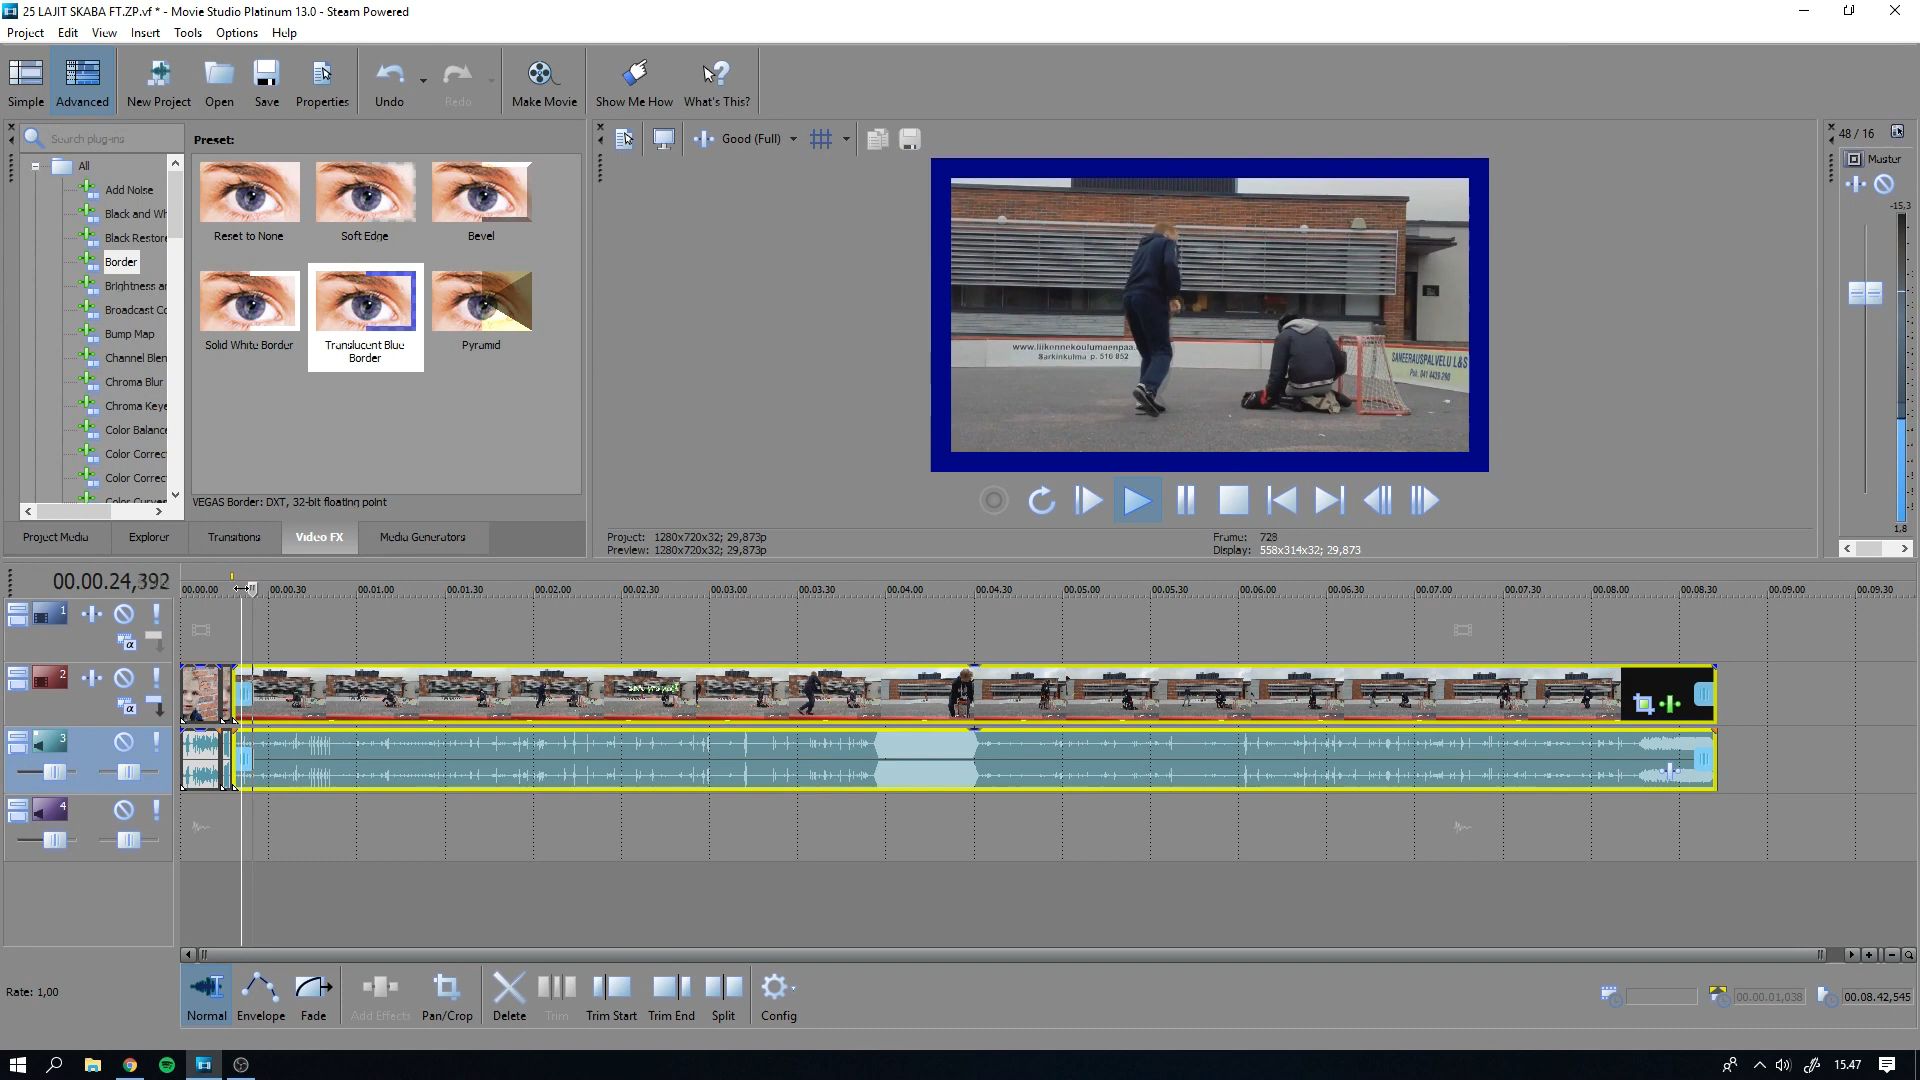 25 LAJIT SKABA FT.ZP.vf * - Movie Studio Platinum 13.0 - Steam Powered
Project Edit View Insert Tools Options Help
Simple Advanced New Project Open Save Properties Undo Redo Make Movie Show Me How What's This?
Search plug-ins
Preset:
Good (Full)
48 / 16
All
Add Noise
Black and Wh
Black Restore
Border
Brightness an
Broadcast Co
Bump Map
Channel Blen
Chroma Blur
Chroma Keye
Color Balance
Color Correc
Color Correc
Color Curves
Reset to None
Soft Edge
Bevel
Solid White Border
Translucent Blue
Border
Pyramid
VEGAS Border: DXT, 32-bit floating point
Project Media Explorer Transitions Video FX Media Generators
www.liikennekoulumaenpaa.
Sarkinkulma p. 516 852
SANEERAUSPALVELU L&S
Master
-15,3
1,8
Project: 1280x720x32; 29,873p
Preview: 1280x720x32; 29,873p
Frame: 728
Display: 558x314x32; 29,873
00.00.24,392
00.00.00 00.00.30 00.01.00 00.01.30 00.02.00 00.02.30 00.03.00 00.03.30 00.04.00 00.04.30 00.05.00 00.05.30 00.06.00 00.06.30 00.07.00 00.07.30 00.08.00 00.08.30 00.09.00 00.09.30
1
2
3
4
Rate: 1,00
Normal Envelope Fade Add Effects Pan/Crop Delete Trim Trim Start Trim End Split Config
00.00.01,038
00.08.42,545
15.47